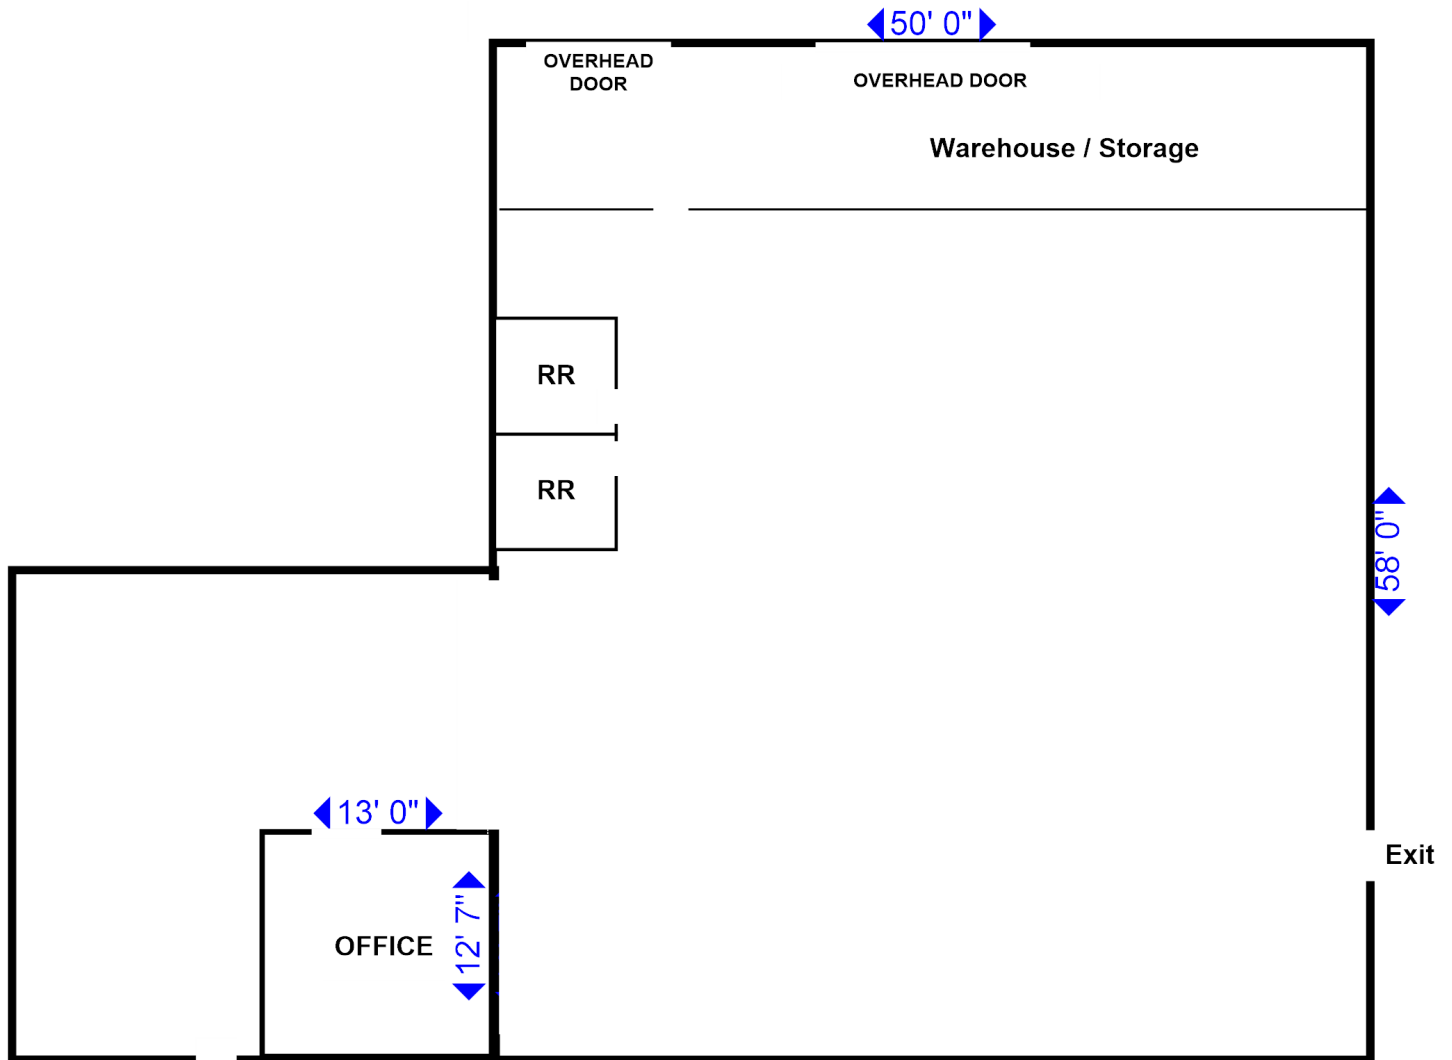 50' 0"
OVERHEAD
DOOR
OVERHEAD DOOR
Warehouse / Storage
RR
RR
58' 0"
13' 0"
Exit
OFFICE
12' 7"